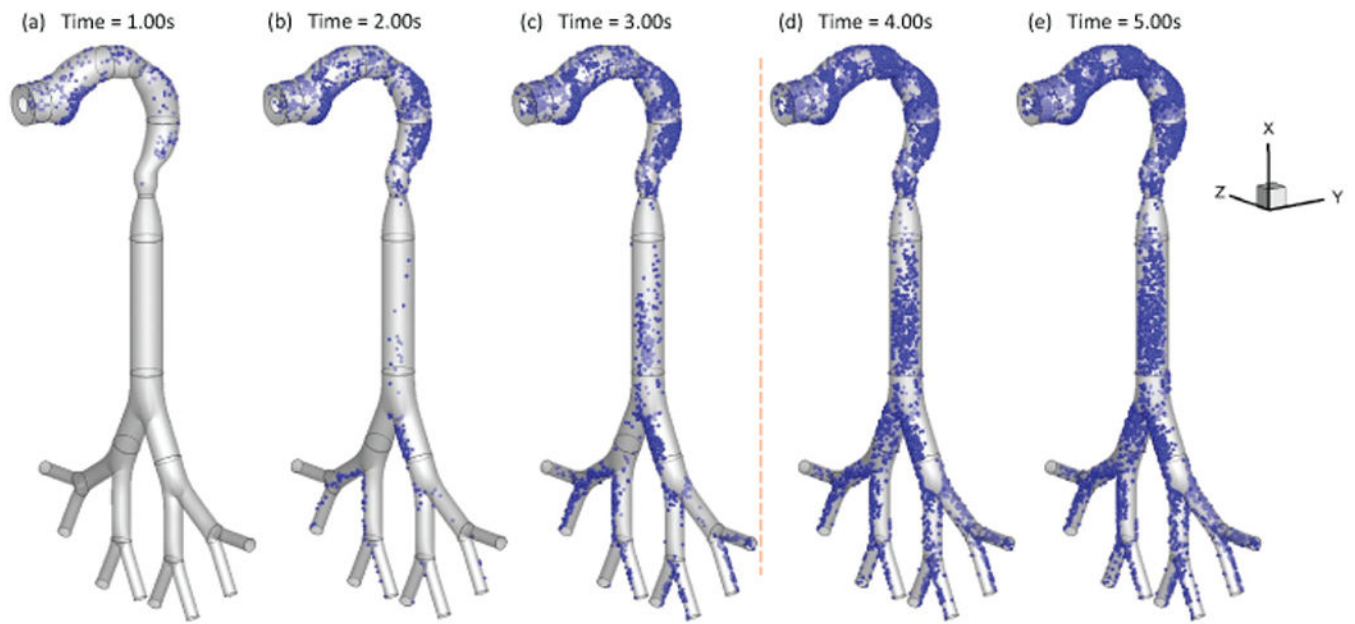 (a) Time = 1.00s
(b) Time = 2.00s
(c) Time = 3.00s
(d) Time = 4.00s
(e) Time = 5.00s
X
Z
Y